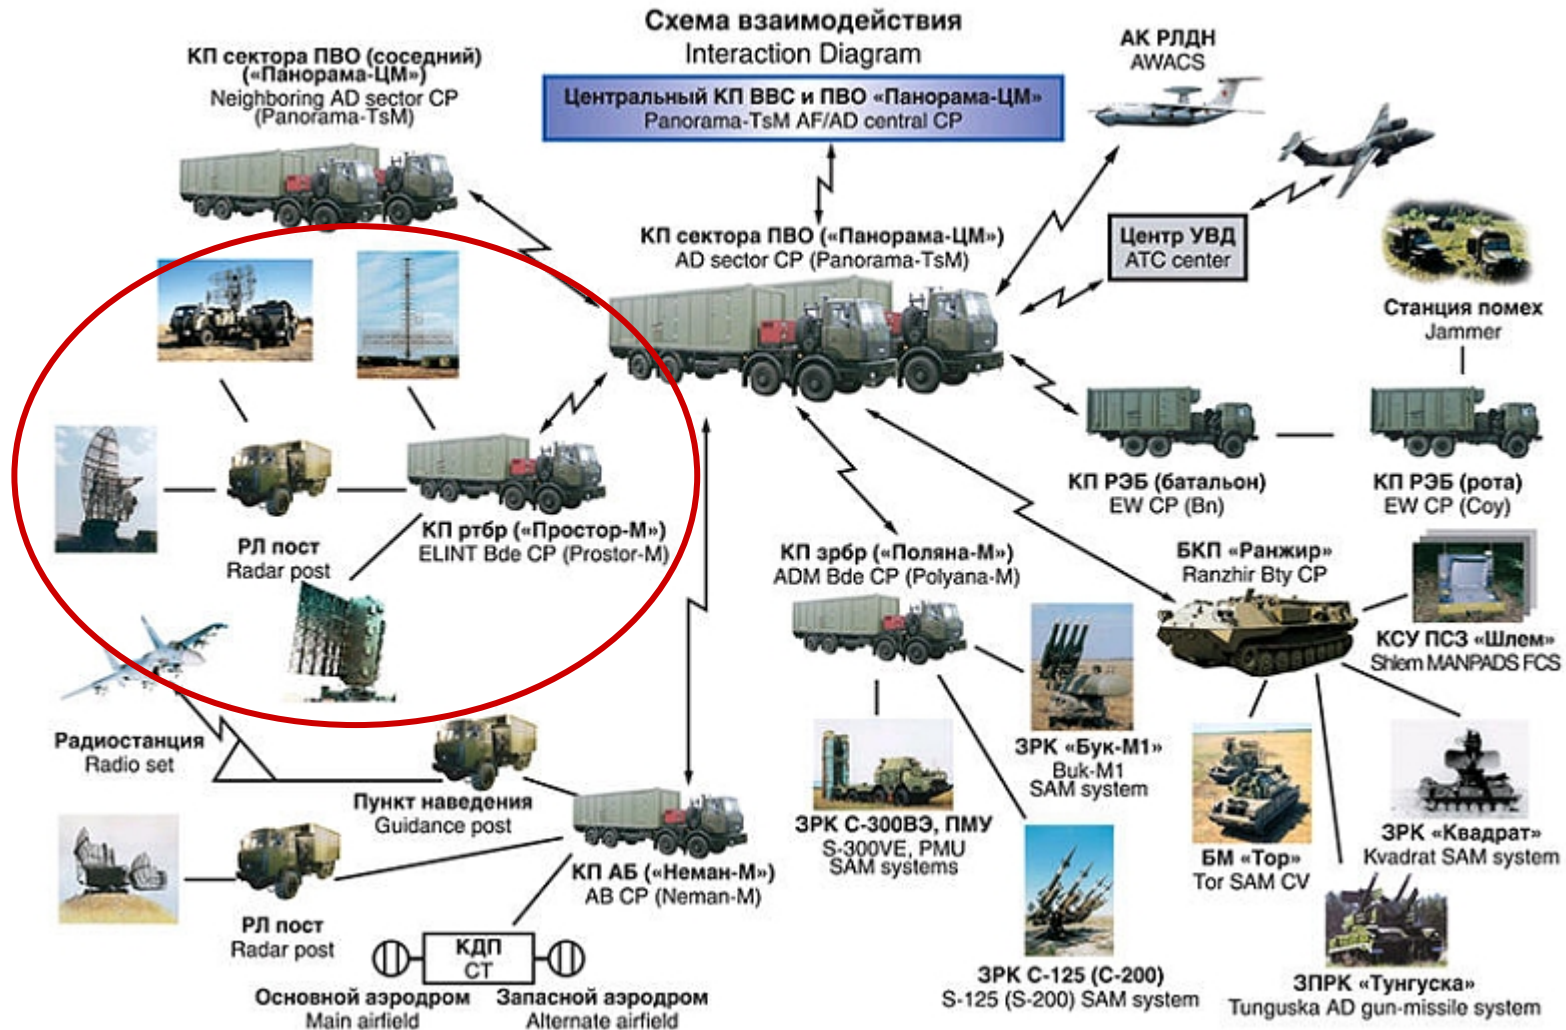 Схема взаимодействия
Interaction Diagram
КП сектора ПВО (соседний)
(«Панорама-ЦМ»)
Neighboring AD sector CP
(Panorama-TsM)
Центральный КП ВВС и ПВО «Панорама-ЦМ»
Panorama-TsM AF/AD central CP
АК РЛДН
AWACS
КП сектора ПВО («Панорама-ЦМ»)
AD sector CP (Panorama-TsM)
Центр УВД
ATC center
Станция помех
Jammer
КП РЭБ (батальон)
EW CP (Bn)
КП РЭБ (рота)
EW CP (Coy)
КП ртбр («Простор-М»)
ELINT Bde CP (Prostor-M)
РЛ пост
Radar post
КП зрбр («Поляна-М»)
ADM Bde CP (Polyana-M)
БКП «Ранжир»
Ranzhir Bty CP
КСУ ПСЗ «Шлем»
Shlem MANPADS FCS
Радиостанция
Radio set
Пункт наведения
Guidance post
ЗРК «Бук-М1»
Buk-M1
SAM system
ЗРК С-300ВЭ, ПМУ
S-300VE, PMU
SAM systems
БМ «Тор»
Tor SAM CV
ЗРК «Квадрат»
Kvadrat SAM system
КП АБ («Неман-М»)
AB CP (Neman-M)
РЛ пост
Radar post
КДП
CT
Основной аэродром
Main airfield
Запасной аэродром
Alternate airfield
ЗРК С-125 (С-200)
S-125 (S-200) SAM system
ЗПРК «Тунгуска»
Tunguska AD gun-missile system